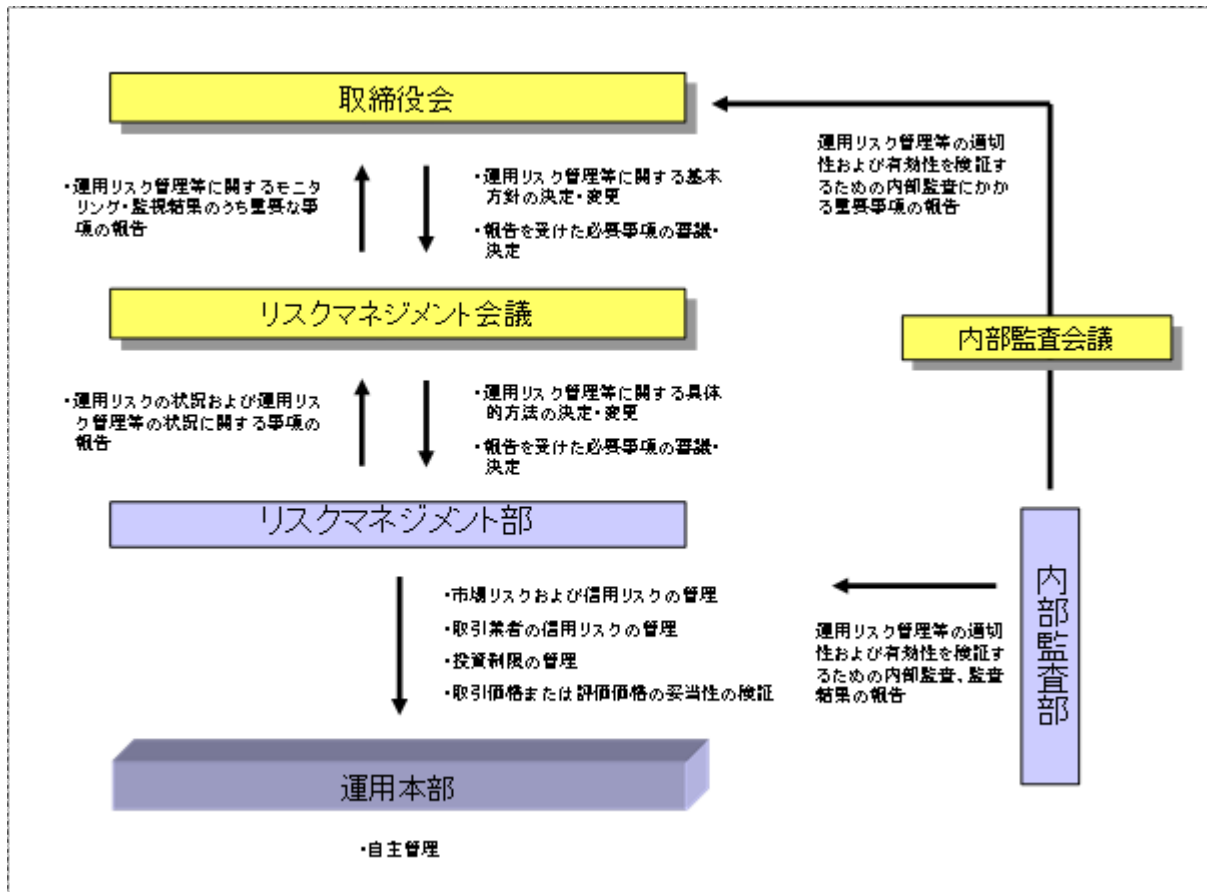 取締役会
・運用リスク管理等に関するモニタ
リング・監視結果のうち重要な事
項の報告
・運用リスク管理等に関する基本
方針の決定・変更
・報告を受けた必要事項の審議・
決定
運用リスク管理等の適切
性および有効性を検証す
るための内部監査にかか
る重要事項の報告
リスクマネジメント会議
内部監査会議
・運用リスクの状況および運用リス
ク管理等の状況に関する事項の
報告
・運用リスク管理等に関する具体
的方法の決定・変更
・報告を受けた必要事項の審議・
決定
リスクマネジメント部
・市場リスクおよび信用リスクの管理
・取引業者の信用リスクの管理
・投資制限の管理
・取引価格または評価価格の妥当性の検証
運用リスク管理等の適切
性および有効性を検証す
るための内部監査、監査
結果の報告
内部監査部
運用本部
・自主管理